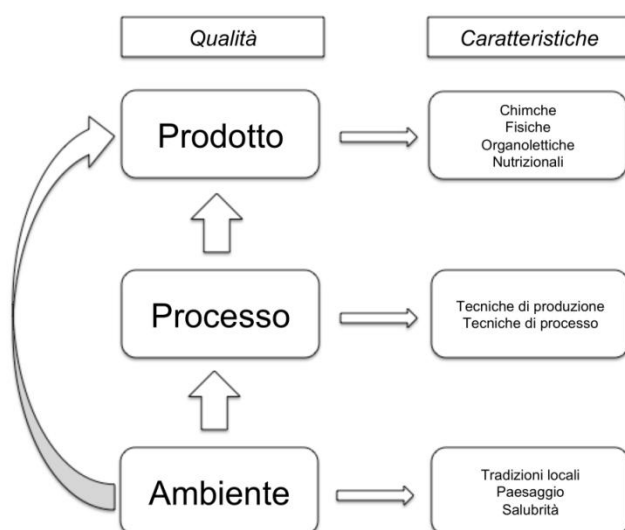 Qualità
Caratteristiche
Prodotto
Chimche
Fisiche
Organolettiche
Nutrizionali
Processo
Tecniche di produzione
Tecniche di processo
Ambiente
Tradizioni locali
Paesaggio
Salubrità